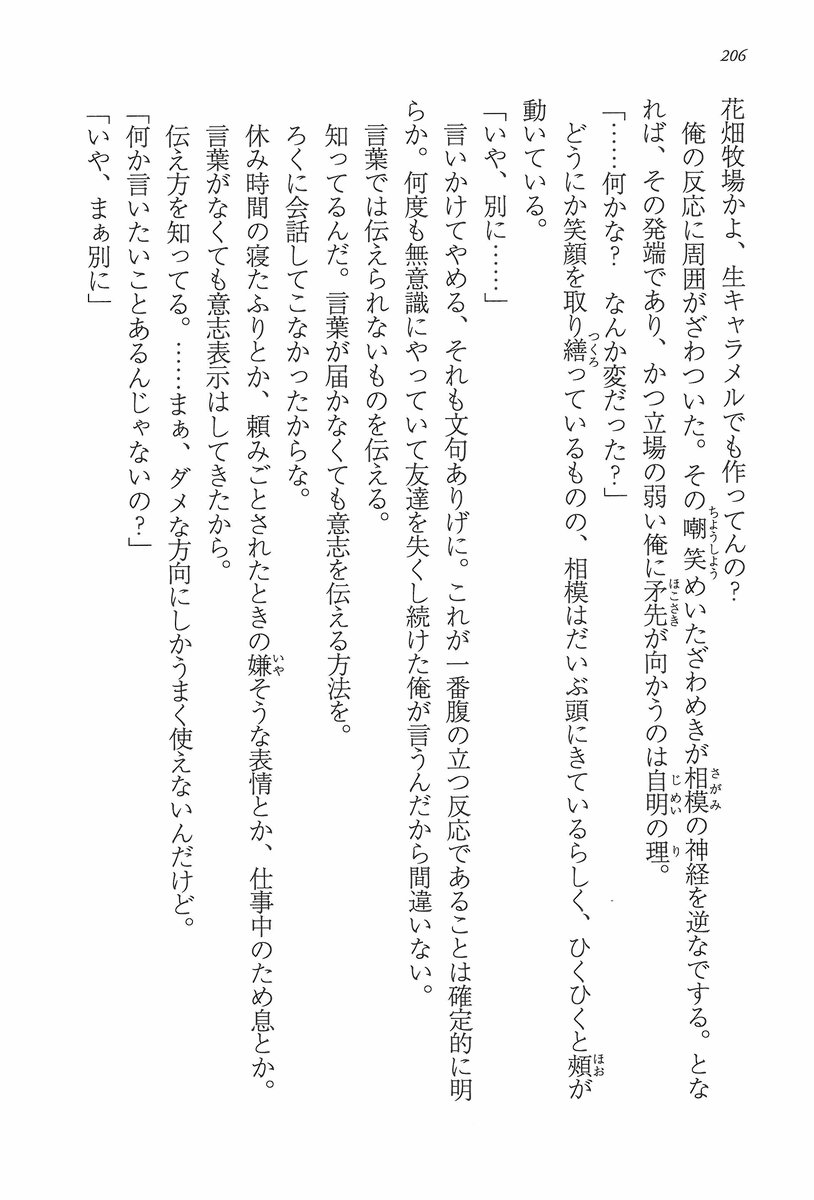 206
花畑牧場かよ、生キャラメルでも作ってんの?
俺の反応に周囲がざわついた。その嘲笑めいたざわめきが相模の神経を逆なでする。とな
れば、その発端であり、かつ立場の弱い俺に矛先が向かうのは自明の理。
「……何かな? なんか変だった?」
どうにか笑顔を取り繕っているものの、相模はだいぶ頭にきているらしく、ひくひくと頰が
動いている。
「いや、別に……」
言いかけてやめる、それも文句ありげに。これが一番腹の立つ反応であることは確定的に明
らか。何度も無意識にやっていて友達を失くし続けた俺が言うんだから間違いない。
言葉では伝えられないものを伝える。
知ってるんだ。言葉が届かなくても意志を伝える方法を。
ろくに会話してこなかったからな。
休み時間の寝たふりとか、頼みごとされたときの嫌そうな表情とか、仕事中のため息とか。
言葉がなくても意志表示はしてきたから。
伝え方を知ってる。……まぁ、ダメな方向にしかうまく使えないんだけど。
「何か言いたいことあるんじゃないの?」
「いや、まぁ別に」